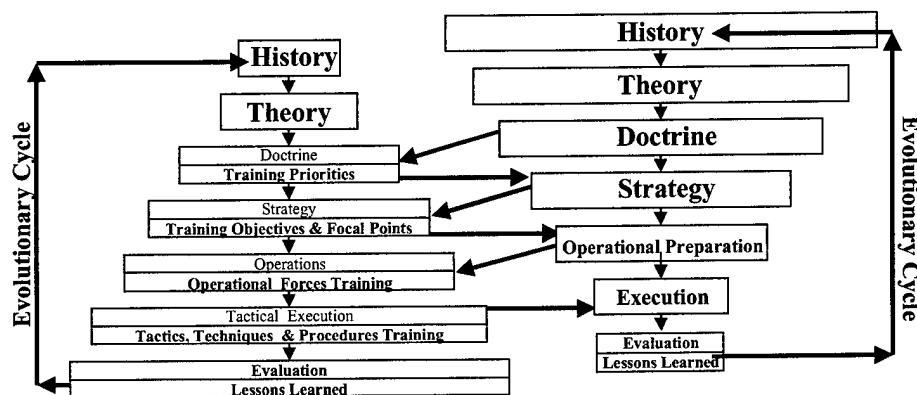 Evolutionary Cycle
History
Theory
Doctrine
Training Priorities
Strategy
Training Objectives & Focal Points
Operations
Operational Forces Training
Tactical Execution
Tactics, Techniques & Procedures Training
Evaluation
Lessons Learned
History
Theory
Doctrine
Strategy
Operational Preparation
Execution
Evaluation
Lessons Learned
Evolutionary Cycle